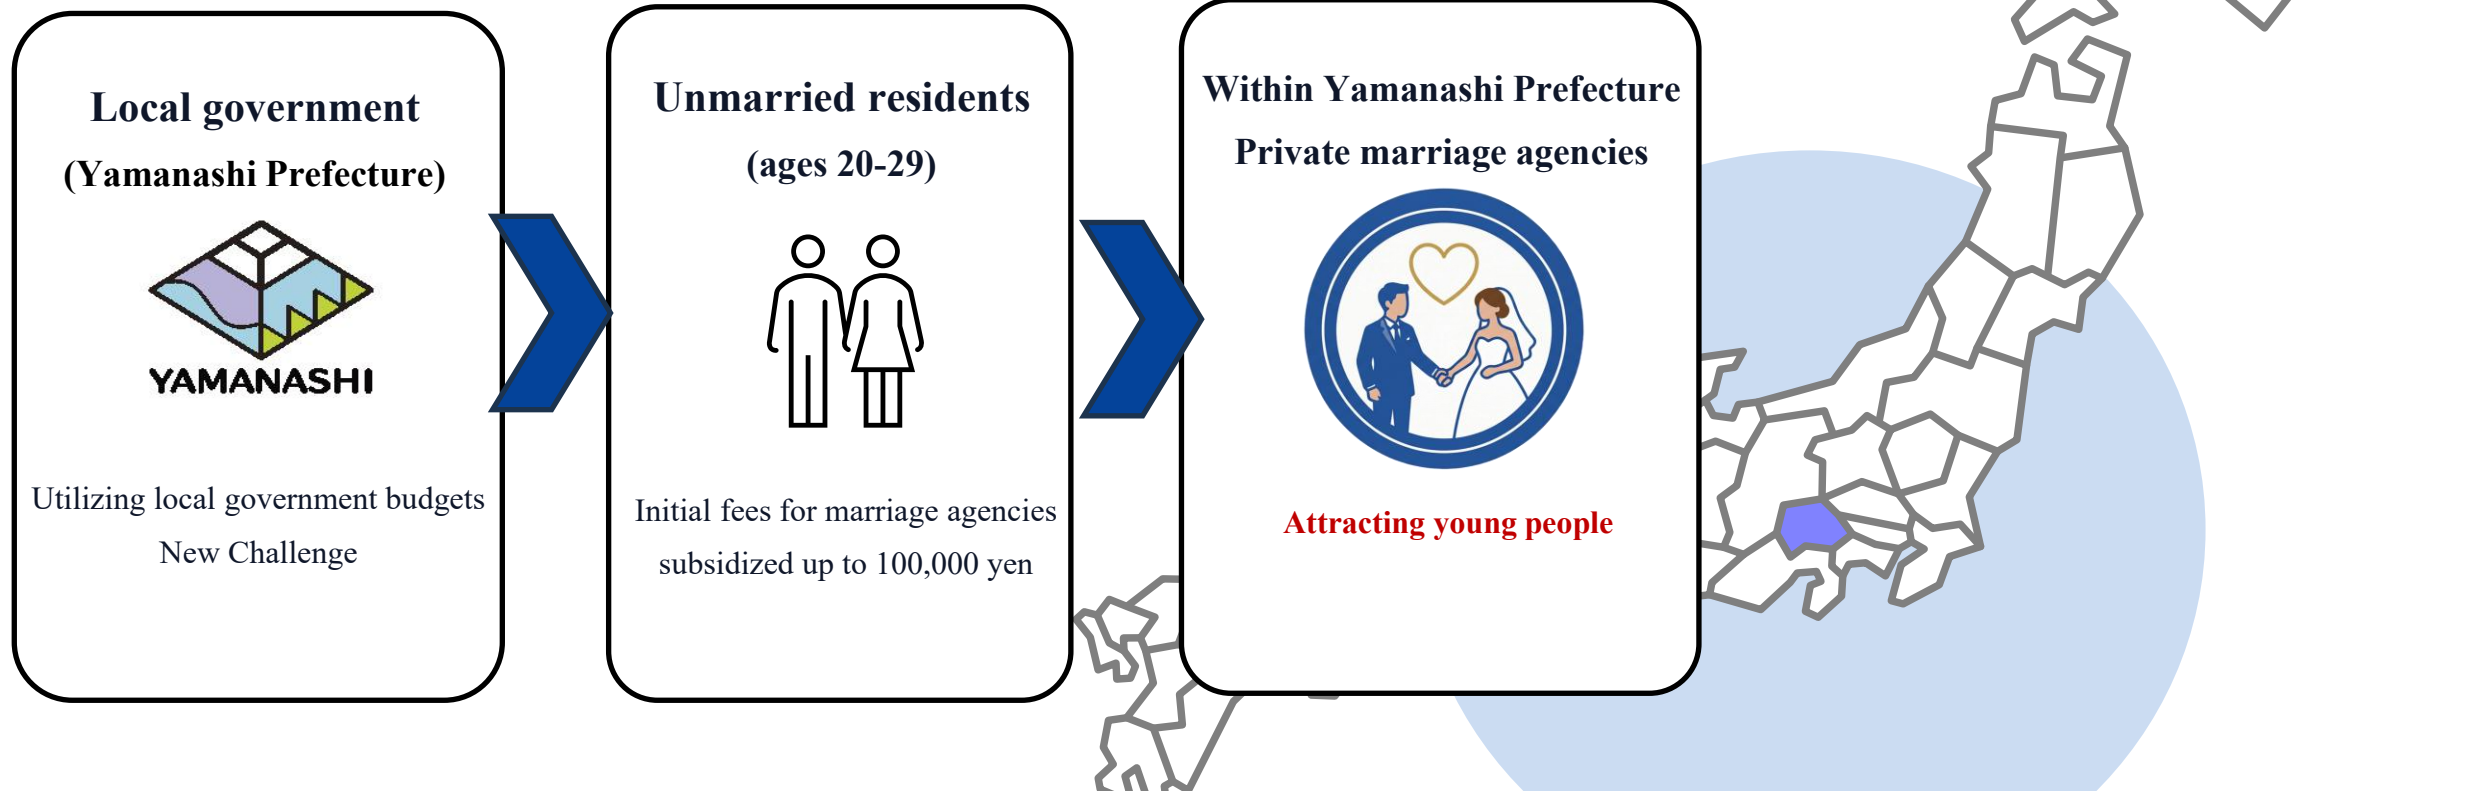 Local government
(Yamanashi Prefecture)
YAMANASHI
Utilizing local government budgets
New Challenge
Unmarried residents
(ages 20-29)
Initial fees for marriage agencies
subsidized up to 100,000 yen
Within Yamanashi Prefecture
Private marriage agencies
Attracting young people